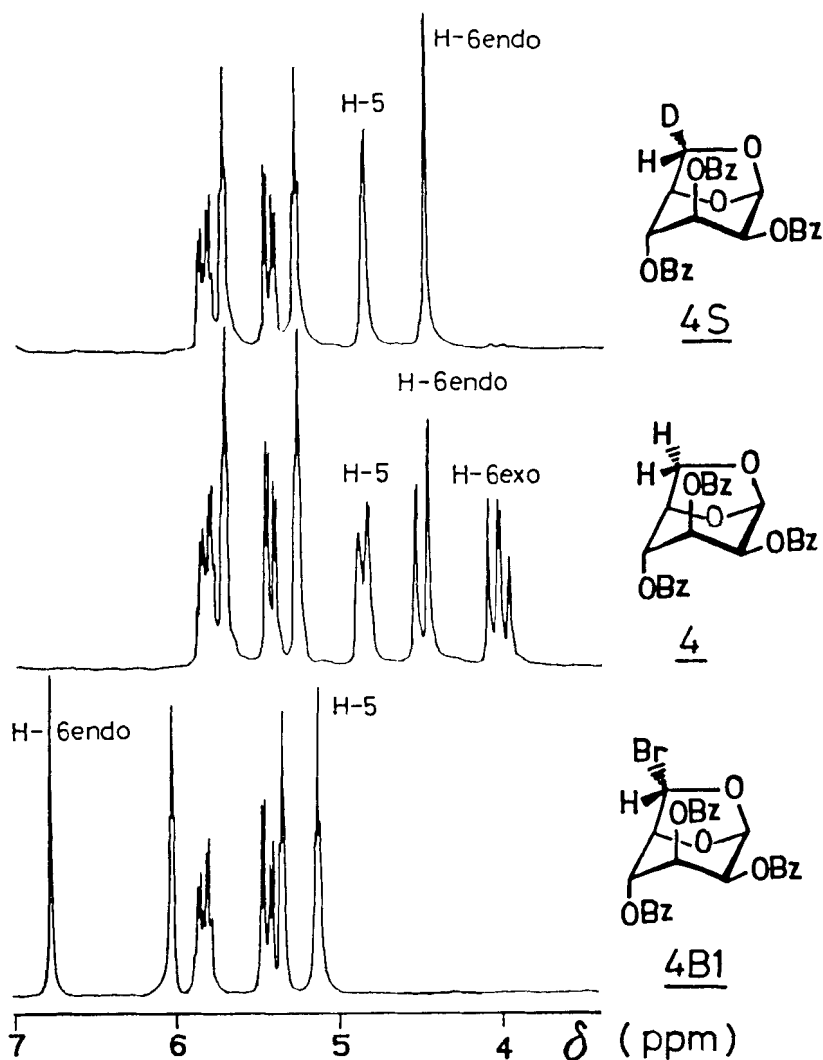 H-6endo
H-5
D
H
O
OBz
O
OBz
OBz
4S
H-6endo
H-5
H-6exo
H
H
O
OBz
O
OBz
OBz
4
H-6endo
H-5
Br
H
O
OBz
O
OBz
OBz
4B1
7 6 5 4 δ (ppm)